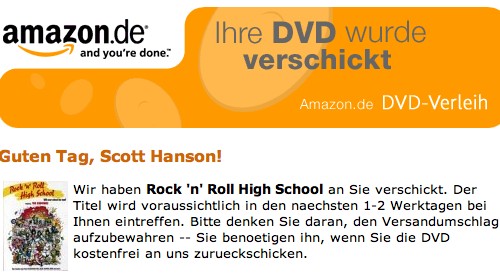 amazon.de
and you're done.™
Ihre DVD wurde
verschickt
Amazon.de DVD-Verleih
Guten Tag, Scott Hanson!
Rock 'n' Roll
High School
Wir haben Rock 'n' Roll High School an Sie verschickt. Der
Titel wird voraussichtlich in den naechsten 1-2 Werktagen bei
Ihnen eintreffen. Bitte denken Sie daran, den Versandumschlag
aufzubewahren -- Sie benoetigen ihn, wenn Sie die DVD
kostenfrei an uns zurueckschicken.